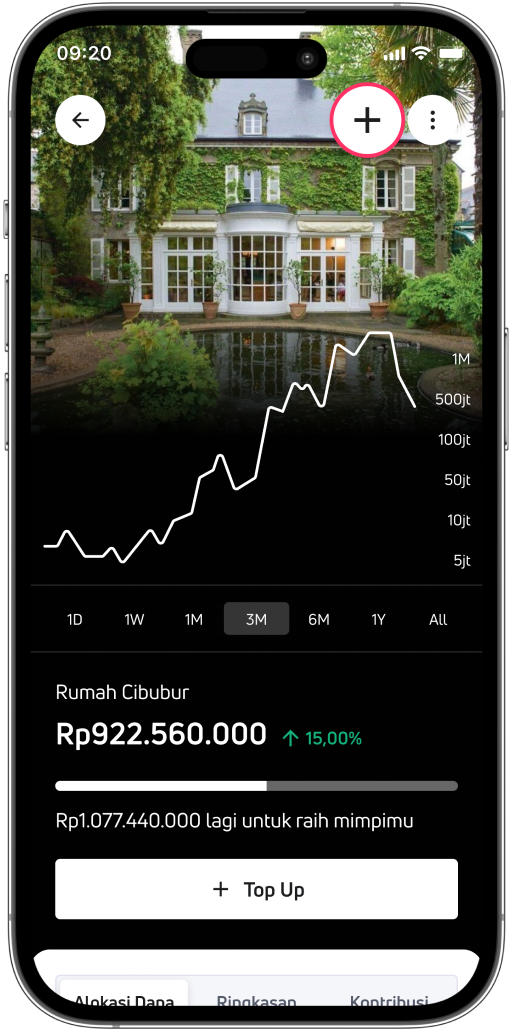 09:20
1M
500jt
100jt
50jt
10jt
5jt
1D 1W 1M 3M 6M 1Y All
Rumah Cibubur
Rp922.560.000 ↑ 15,00%
Rp1.077.440.000 lagi untuk raih mimpimu
+ Top Up
Alokasi Dana Ringkasan Kontribusi